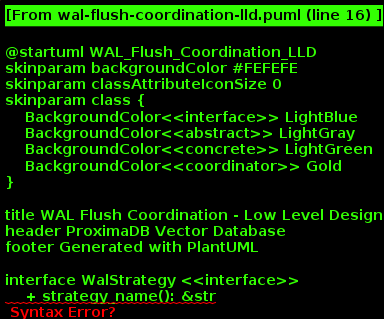 [From wal-flush-coordination-lld.puml (line 16) ]
@startuml WAL_Flush_Coordination_LLD
skinparam backgroundColor #FEFEFE
skinparam classAttributeIconSize 0
skinparam class {
    BackgroundColor<<interface>> LightBlue
    BackgroundColor<<abstract>> LightGray
    BackgroundColor<<concrete>> LightGreen
    BackgroundColor<<coordinator>> Gold
}
title WAL Flush Coordination - Low Level Design
header ProximaDB Vector Database
footer Generated with PlantUML
interface WalStrategy <<interface>>
    + strategy_name(): &str
Syntax Error?